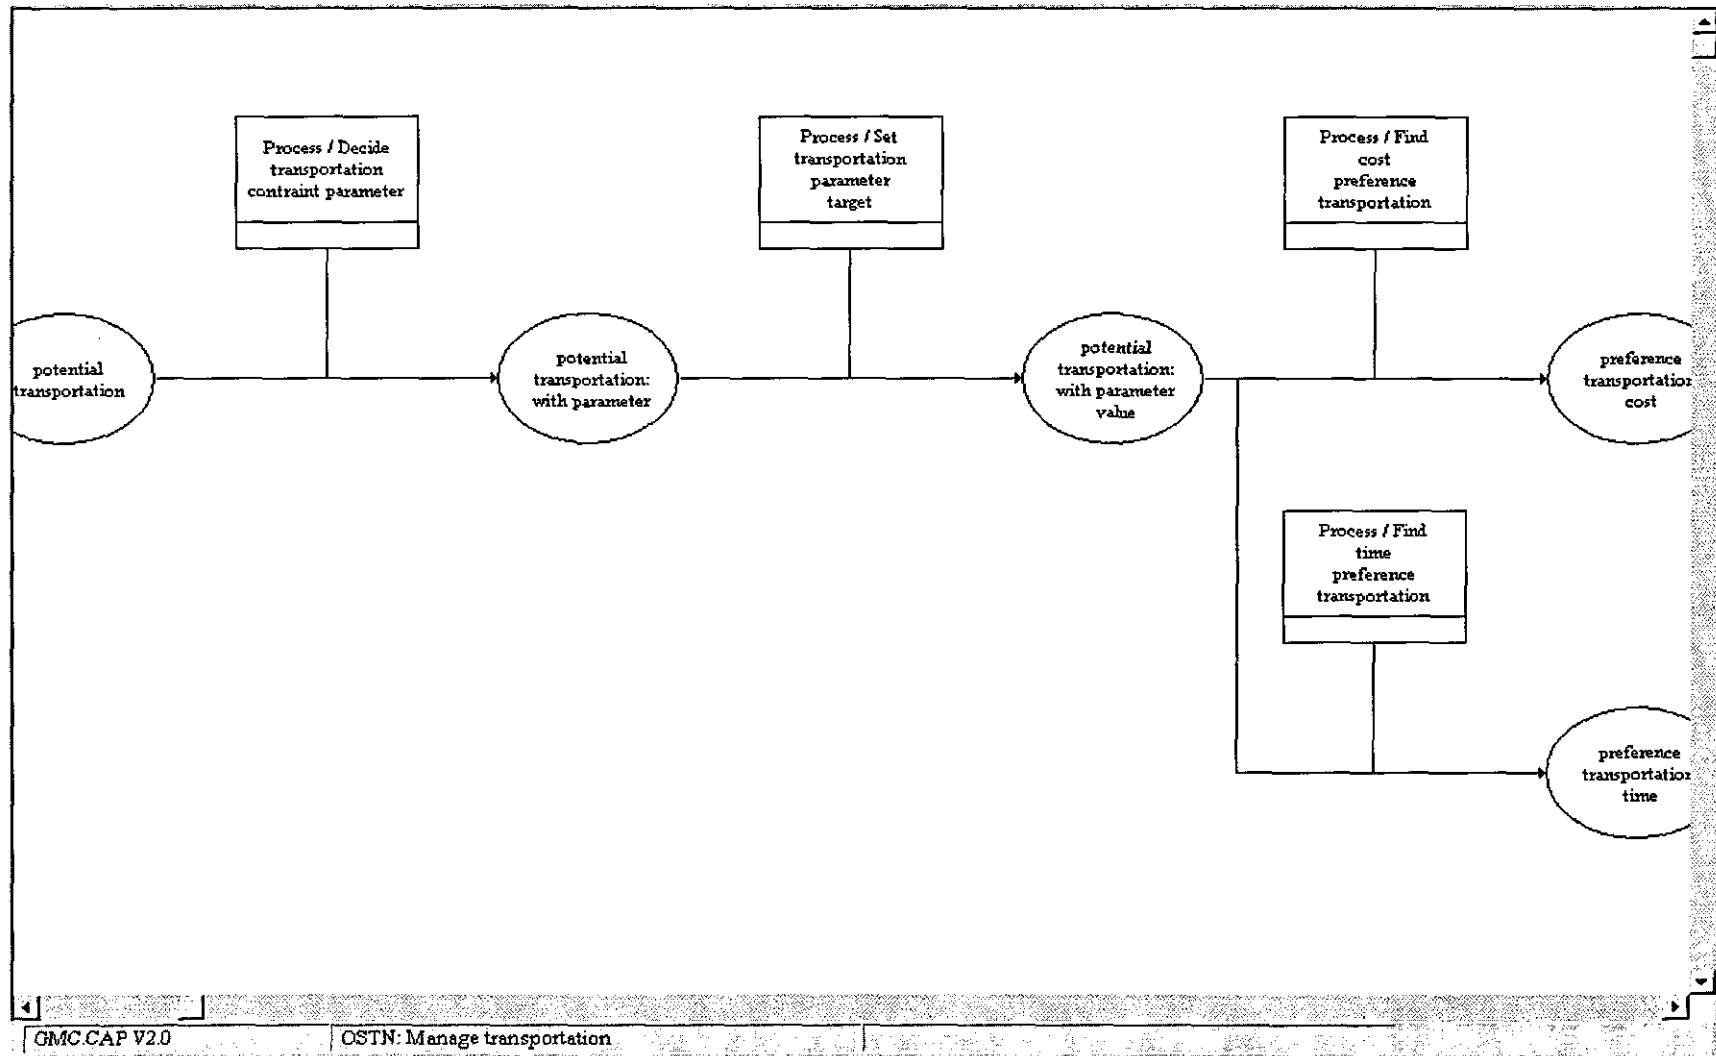 Process / Decide
transportation
contraint parameter
Process / Set
transportation
parameter
target
Process / Find
cost
preference
transportation
potential
transportation
potential
transportation:
with parameter
potential
transportation:
with parameter
value
preference
transportation
cost
Process / Find
time
preference
transportation
preference
transportation
time
GMC.CAP V2.0
OSTN: Manage transportation